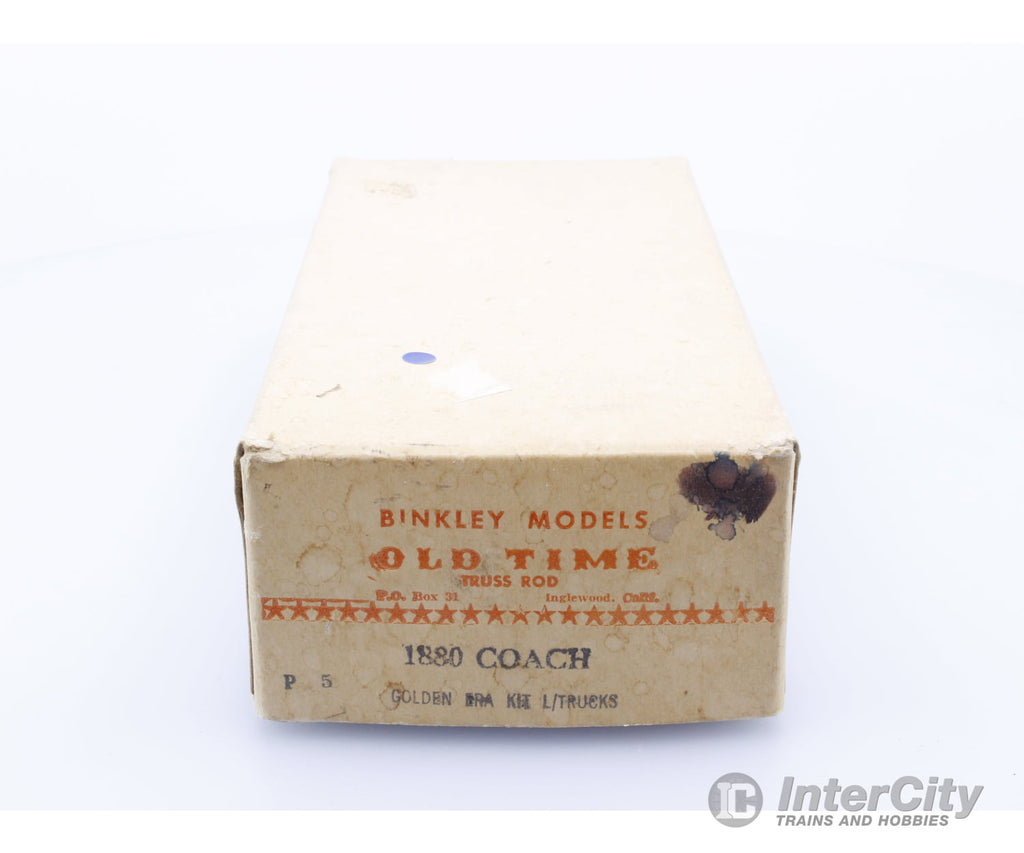 BINKLEY MODELS
OLD TIME
TRUSS ROD
P.O. Box 31 Inglewood, Calif.
1880 COACH
P 5
GOLDEN ERA KIT L/TRUCKS
InterCity
TRAINS AND HOBBIES